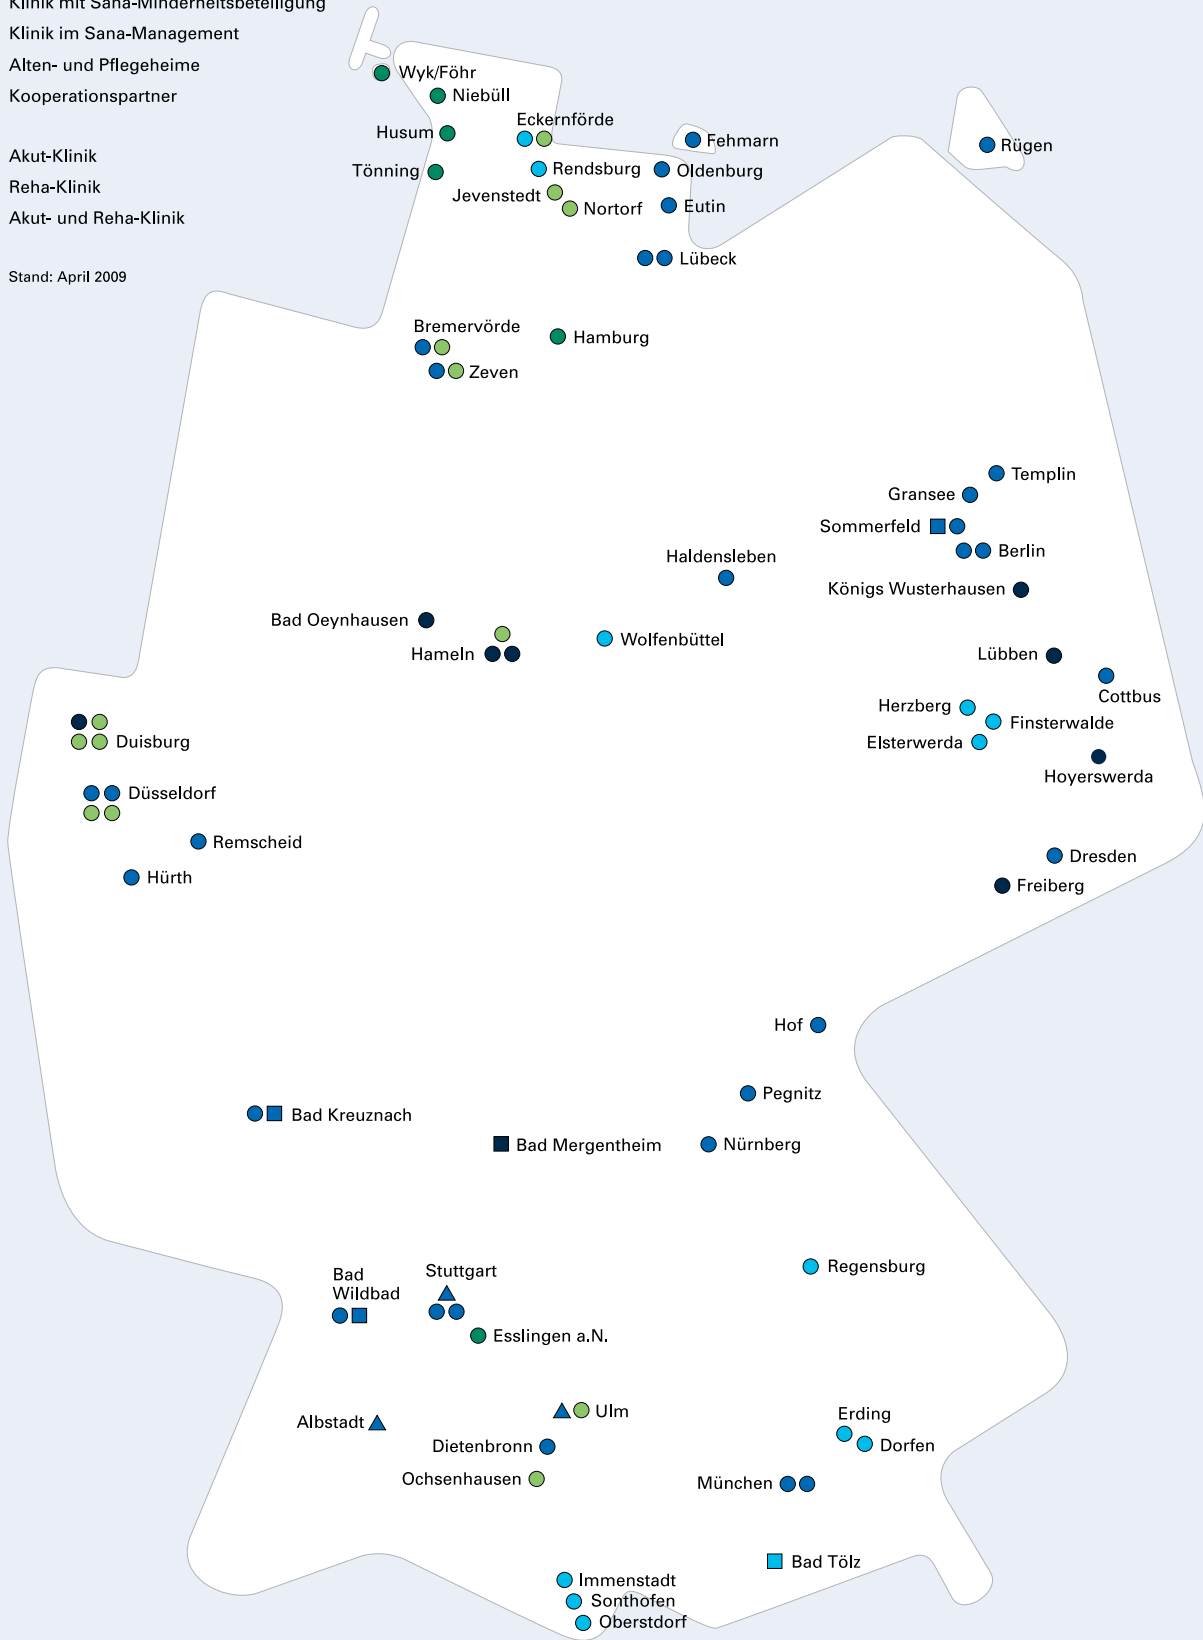 Klinik mit Sana-Minderheitsbeteiligung
Klinik im Sana-Management
Alten- und Pflegeheime
Kooperationspartner
Akut-Klinik
Reha-Klinik
Akut- und Reha-Klinik
Stand: April 2009
Wyk/Föhr
Niebüll
Eckernförde
Husum
Fehmarn
Rügen
Tönning
Rendsburg
Oldenburg
Jevenstedt
Nortorf
Eutin
Lübeck
Bremervörde
Hamburg
Zeven
Templin
Gransee
Sommerfeld
Berlin
Haldensleben
Königs Wusterhausen
Bad Oeynhausen
Wolfenbüttel
Hameln
Lübben
Cottbus
Herzberg
Finsterwalde
Duisburg
Elsterwerda
Hoyerswerda
Düsseldorf
Remscheid
Dresden
Hürth
Freiberg
Hof
Pegnitz
Bad Kreuznach
Bad Mergentheim
Nürnberg
Regensburg
Stuttgart
Bad
Wildbad
Esslingen a.N.
Ulm
Erding
Albstadt
Dietenbronn
Dorfen
Ochsenhausen
München
Bad Tölz
Immenstadt
Sonthofen
Oberstdorf